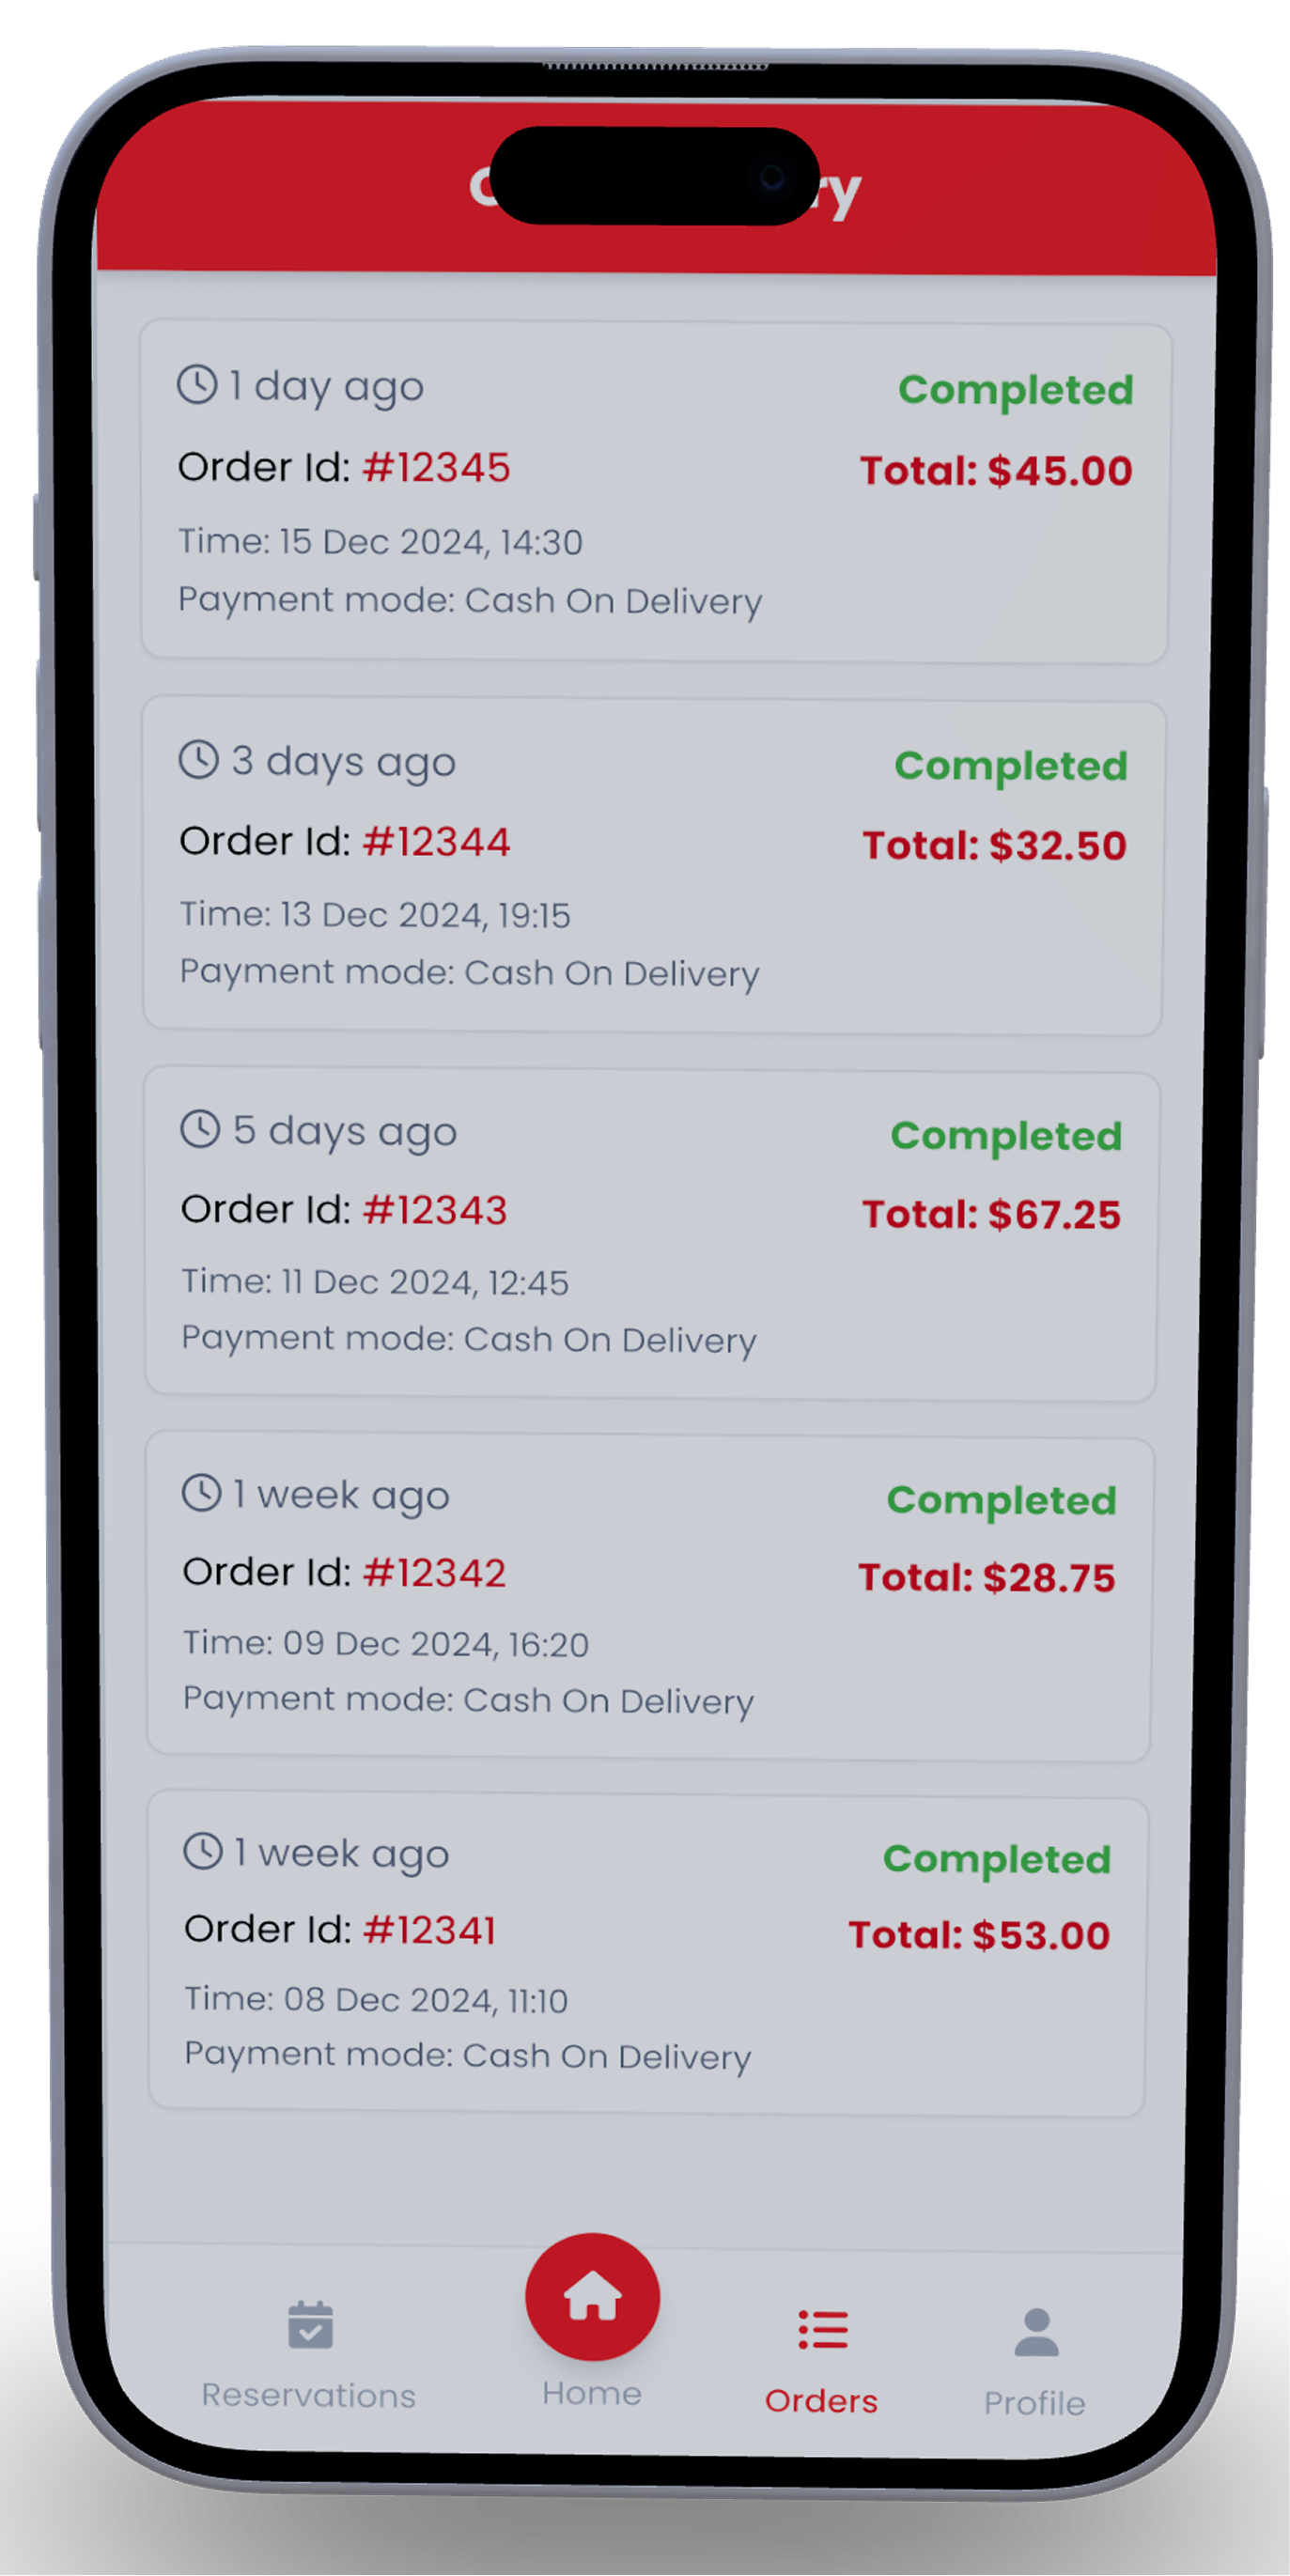 1 day ago Completed
Order Id: #12345 Total: $45.00
Time: 15 Dec 2024, 14:30
Payment mode: Cash On Delivery
3 days ago Completed
Order Id: #12344 Total: $32.50
Time: 13 Dec 2024, 19:15
Payment mode: Cash On Delivery
5 days ago Completed
Order Id: #12343 Total: $67.25
Time: 11 Dec 2024, 12:45
Payment mode: Cash On Delivery
1 week ago Completed
Order Id: #12342 Total: $28.75
Time: 09 Dec 2024, 16:20
Payment mode: Cash On Delivery
1 week ago Completed
Order Id: #12341 Total: $53.00
Time: 08 Dec 2024, 11:10
Payment mode: Cash On Delivery
Reservations Home Orders Profile